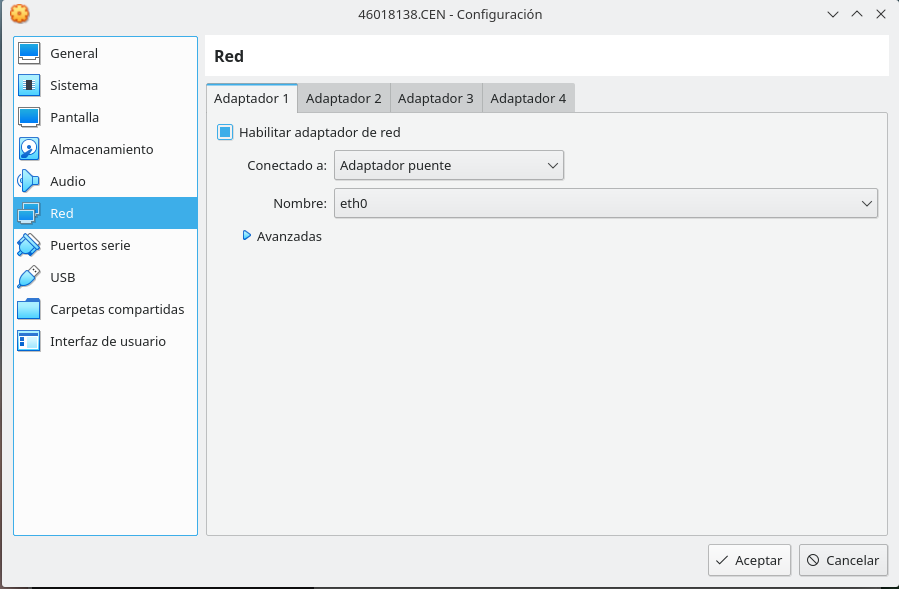 46018138.CEN - Configuración
General
Sistema
Pantalla
Almacenamiento
Audio
Red
Puertos serie
USB
Carpetas compartidas
Interfaz de usuario
Red
Adaptador 1 Adaptador 2 Adaptador 3 Adaptador 4
Habilitar adaptador de red
Conectado a: Adaptador puente
Nombre: eth0
Avanzadas
Aceptar Cancelar